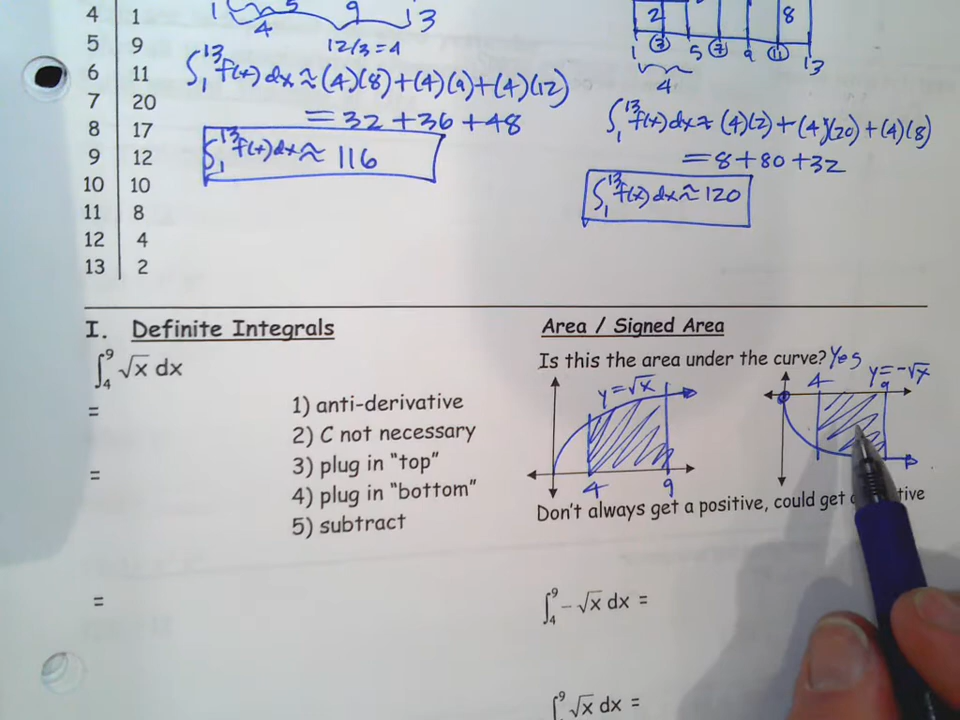 4 1
5 9
6 11
7 20
8 17
9 12
10 10
11 8
12 4
13 2
1 5 9 13
4
12/3=4
∫₁¹³ f(x) dx ≈ (4)(8)+(4)(9)+(4)(12)
= 32 + 36 + 48
∫₁¹³ f(x) dx ≈ 116
2 8
1 3 5 7 9 11 13
4
∫₁¹³ f(x) dx ≈ (4)(2)+(4)(20)+(4)(8)
= 8 + 80 + 32
∫₁¹³ f(x) dx ≈ 120
I. Definite Integrals
∫₄⁹ √x dx
=
=
=
1) anti-derivative
2) C not necessary
3) plug in "top"
4) plug in "bottom"
5) subtract
Area / Signed Area
Is this the area under the curve? Yes
y=√x
4 9
4 9 y=-√x
Don't always get a positive, could get
∫₄⁹ -√x dx =
∫⁹ √x dx =